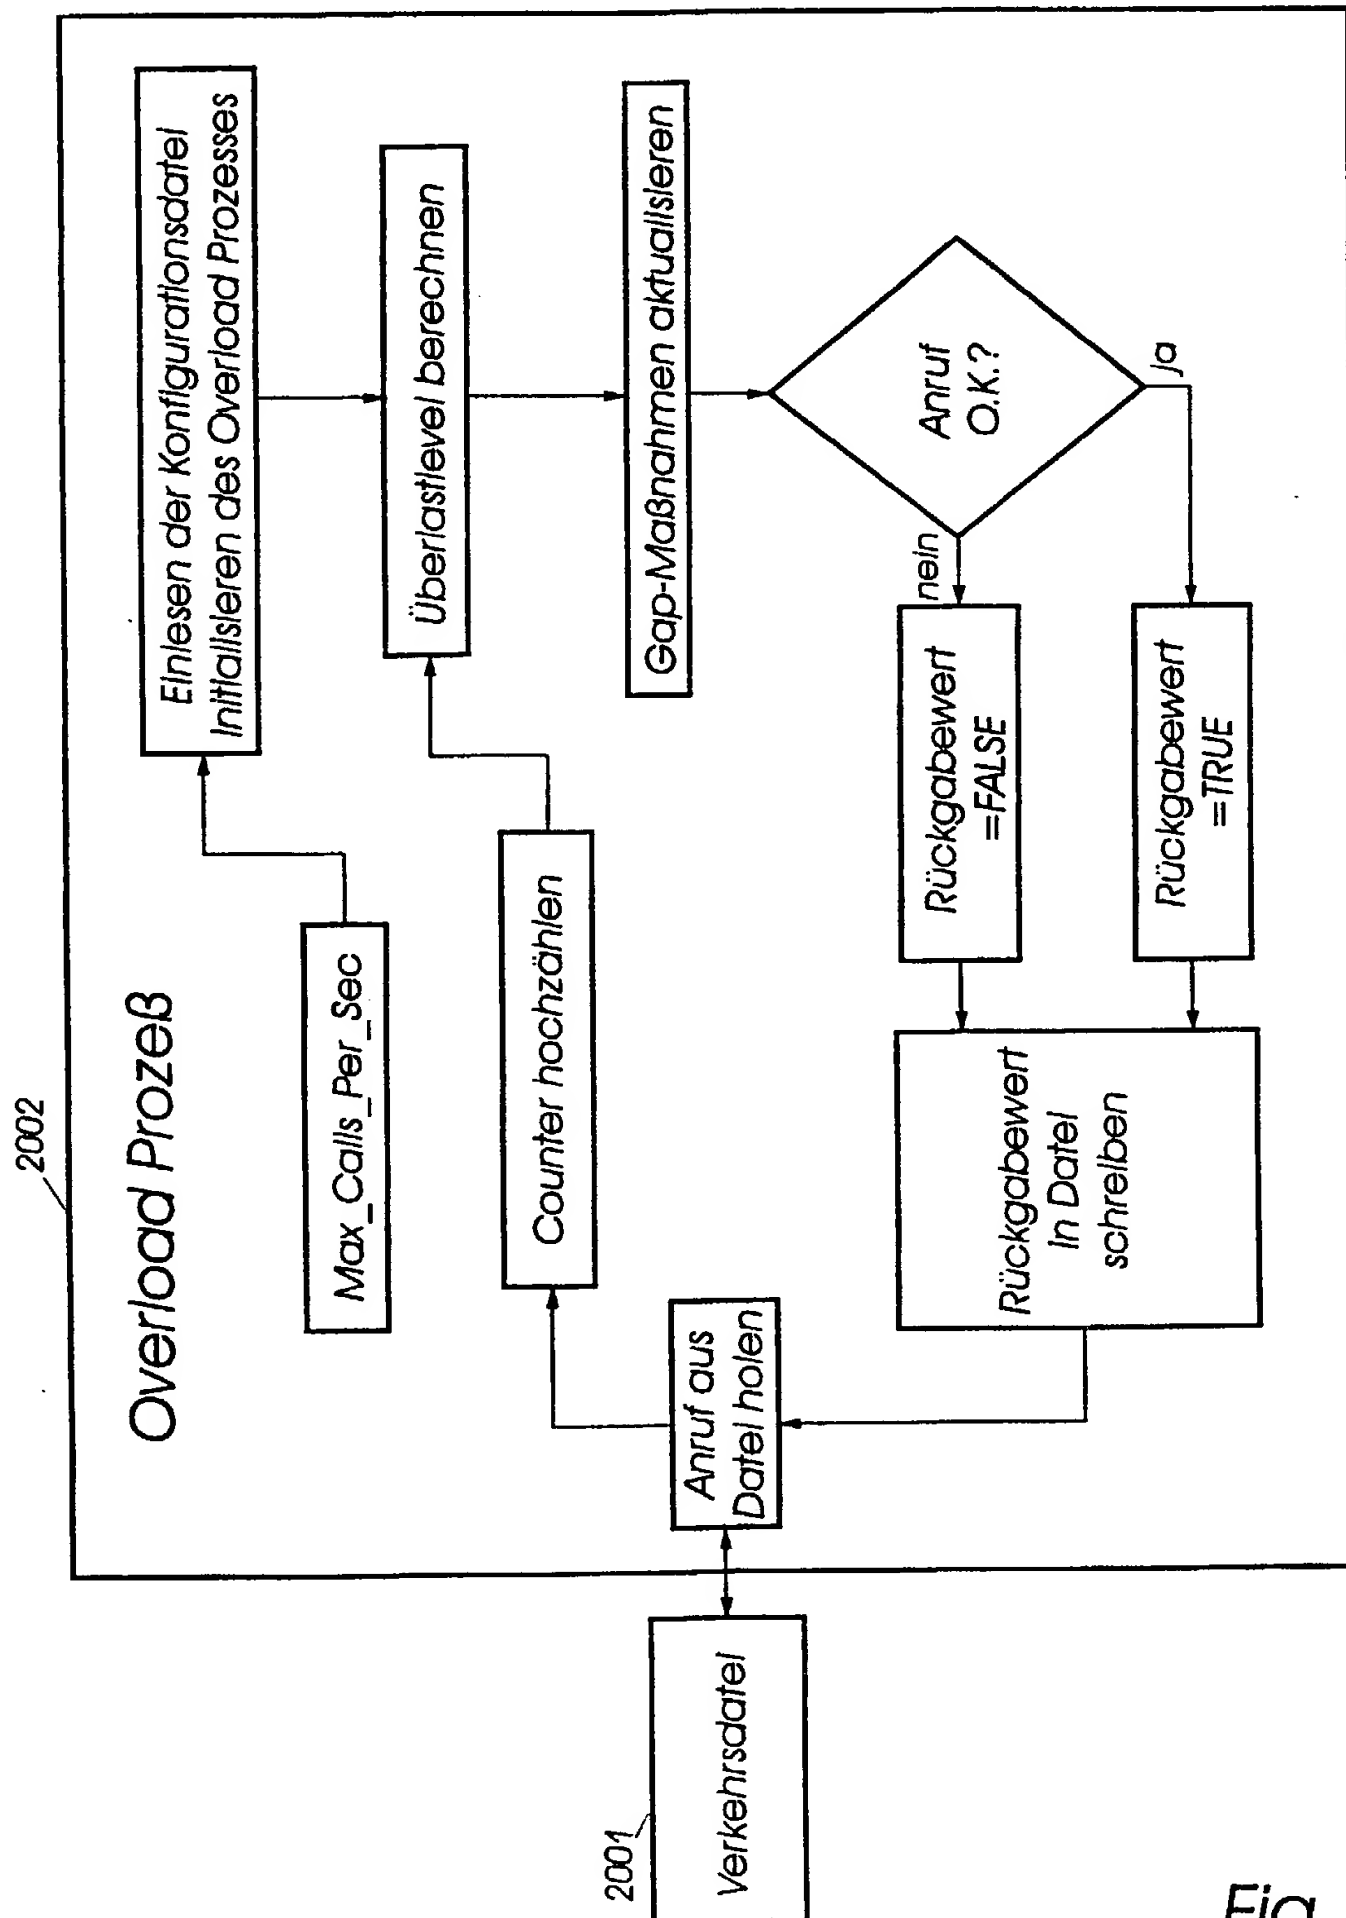 2002
Overload Prozeß
Einlesen der Konfigurationsdatei
Initialisieren des Overload Prozesses
Max_Calls_Per_Sec
Überlastlevel berechnen
Counter hochzählen
2001
Verkehrsdatei
Anruf aus
Datei holen
Gap-Maßnahmen aktualisieren
Anruf
O.K.?
nein
ja
Rückgabewert
=FALSE
Rückgabewert
=TRUE
Rückgabewert
in Datei
schreiben
Fig